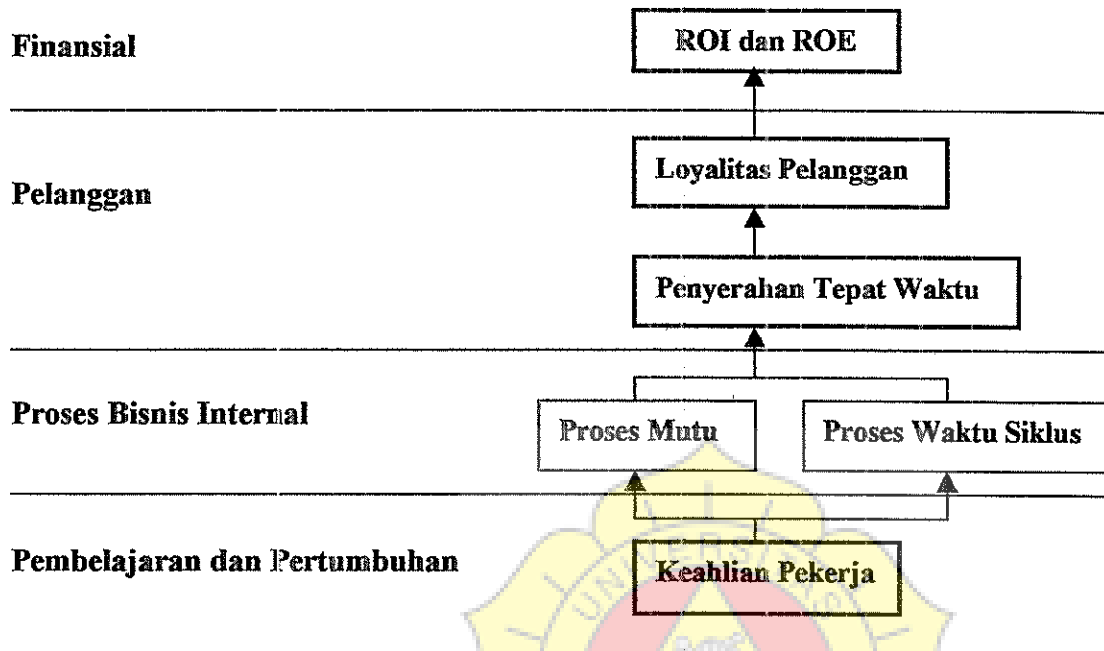 Finansial
ROI dan ROE
Pelanggan
Loyalitas Pelanggan
Penyerahan Tepat Waktu
Proses Bisnis Internal
Proses Mutu
Proses Waktu Siklus
Pembelajaran dan Pertumbuhan
Keahlian Pekerja